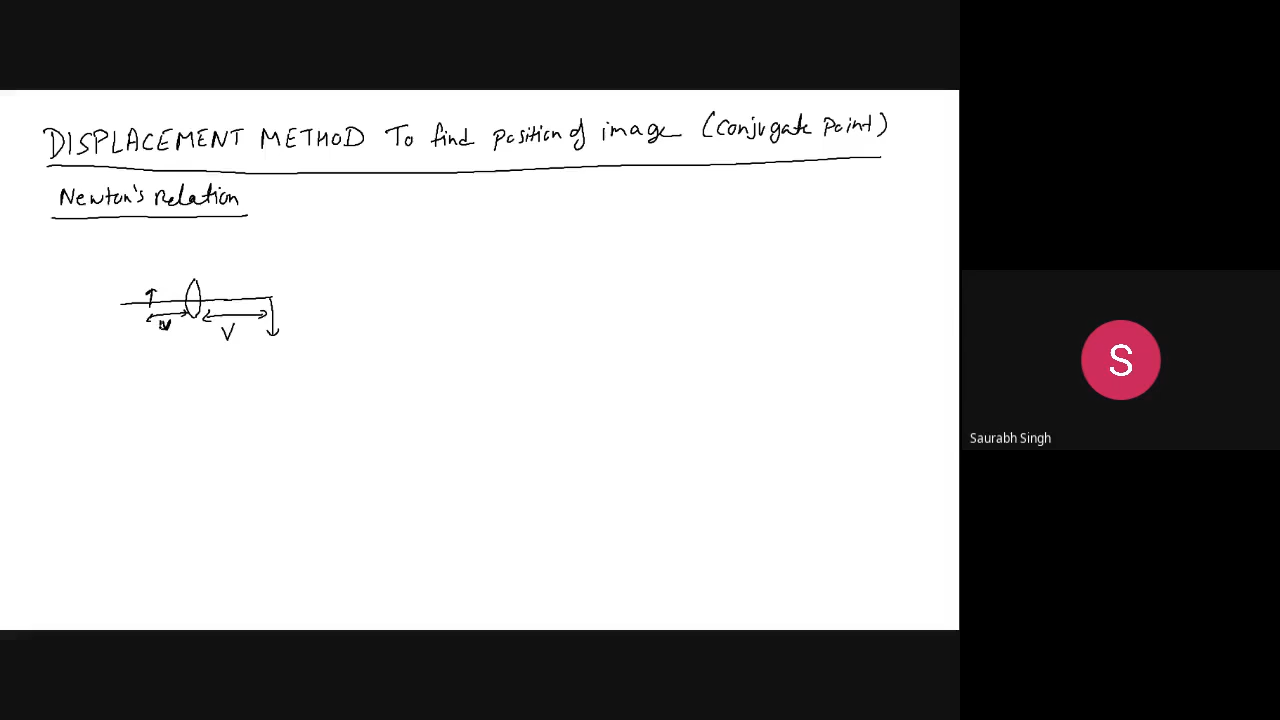 DISPLACEMENT METHOD To find position of image (Conjugate Point)
Newton's relation
u V
S
Saurabh Singh